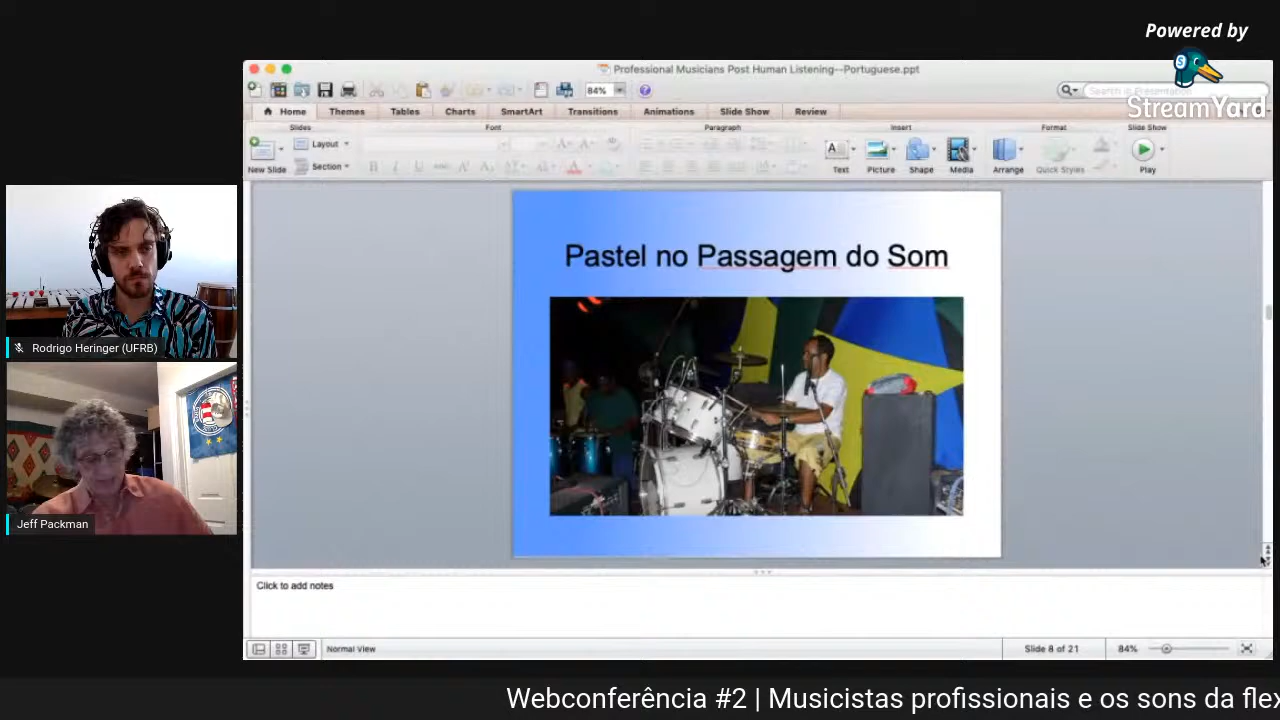 Powered by
StreamYard
Professional Musicians Post Human Listening--Portuguese.ppt
84%
Search in Presentation
Home
Themes
Tables
Charts
SmartArt
Transitions
Animations
Slide Show
Review
Slides
Font
Paragraph
Insert
Format
Slide Show
New Slide
Layout
Section
Text
Picture
Shape
Media
Arrange
Quick Styles
Play
Pastel no Passagem do Som
Rodrigo Heringer (UFRB)
Jeff Packman
Click to add notes
Normal View
Slide 8 of 21
84%
Webconferência #2 | Musicistas profissionais e os sons da flex